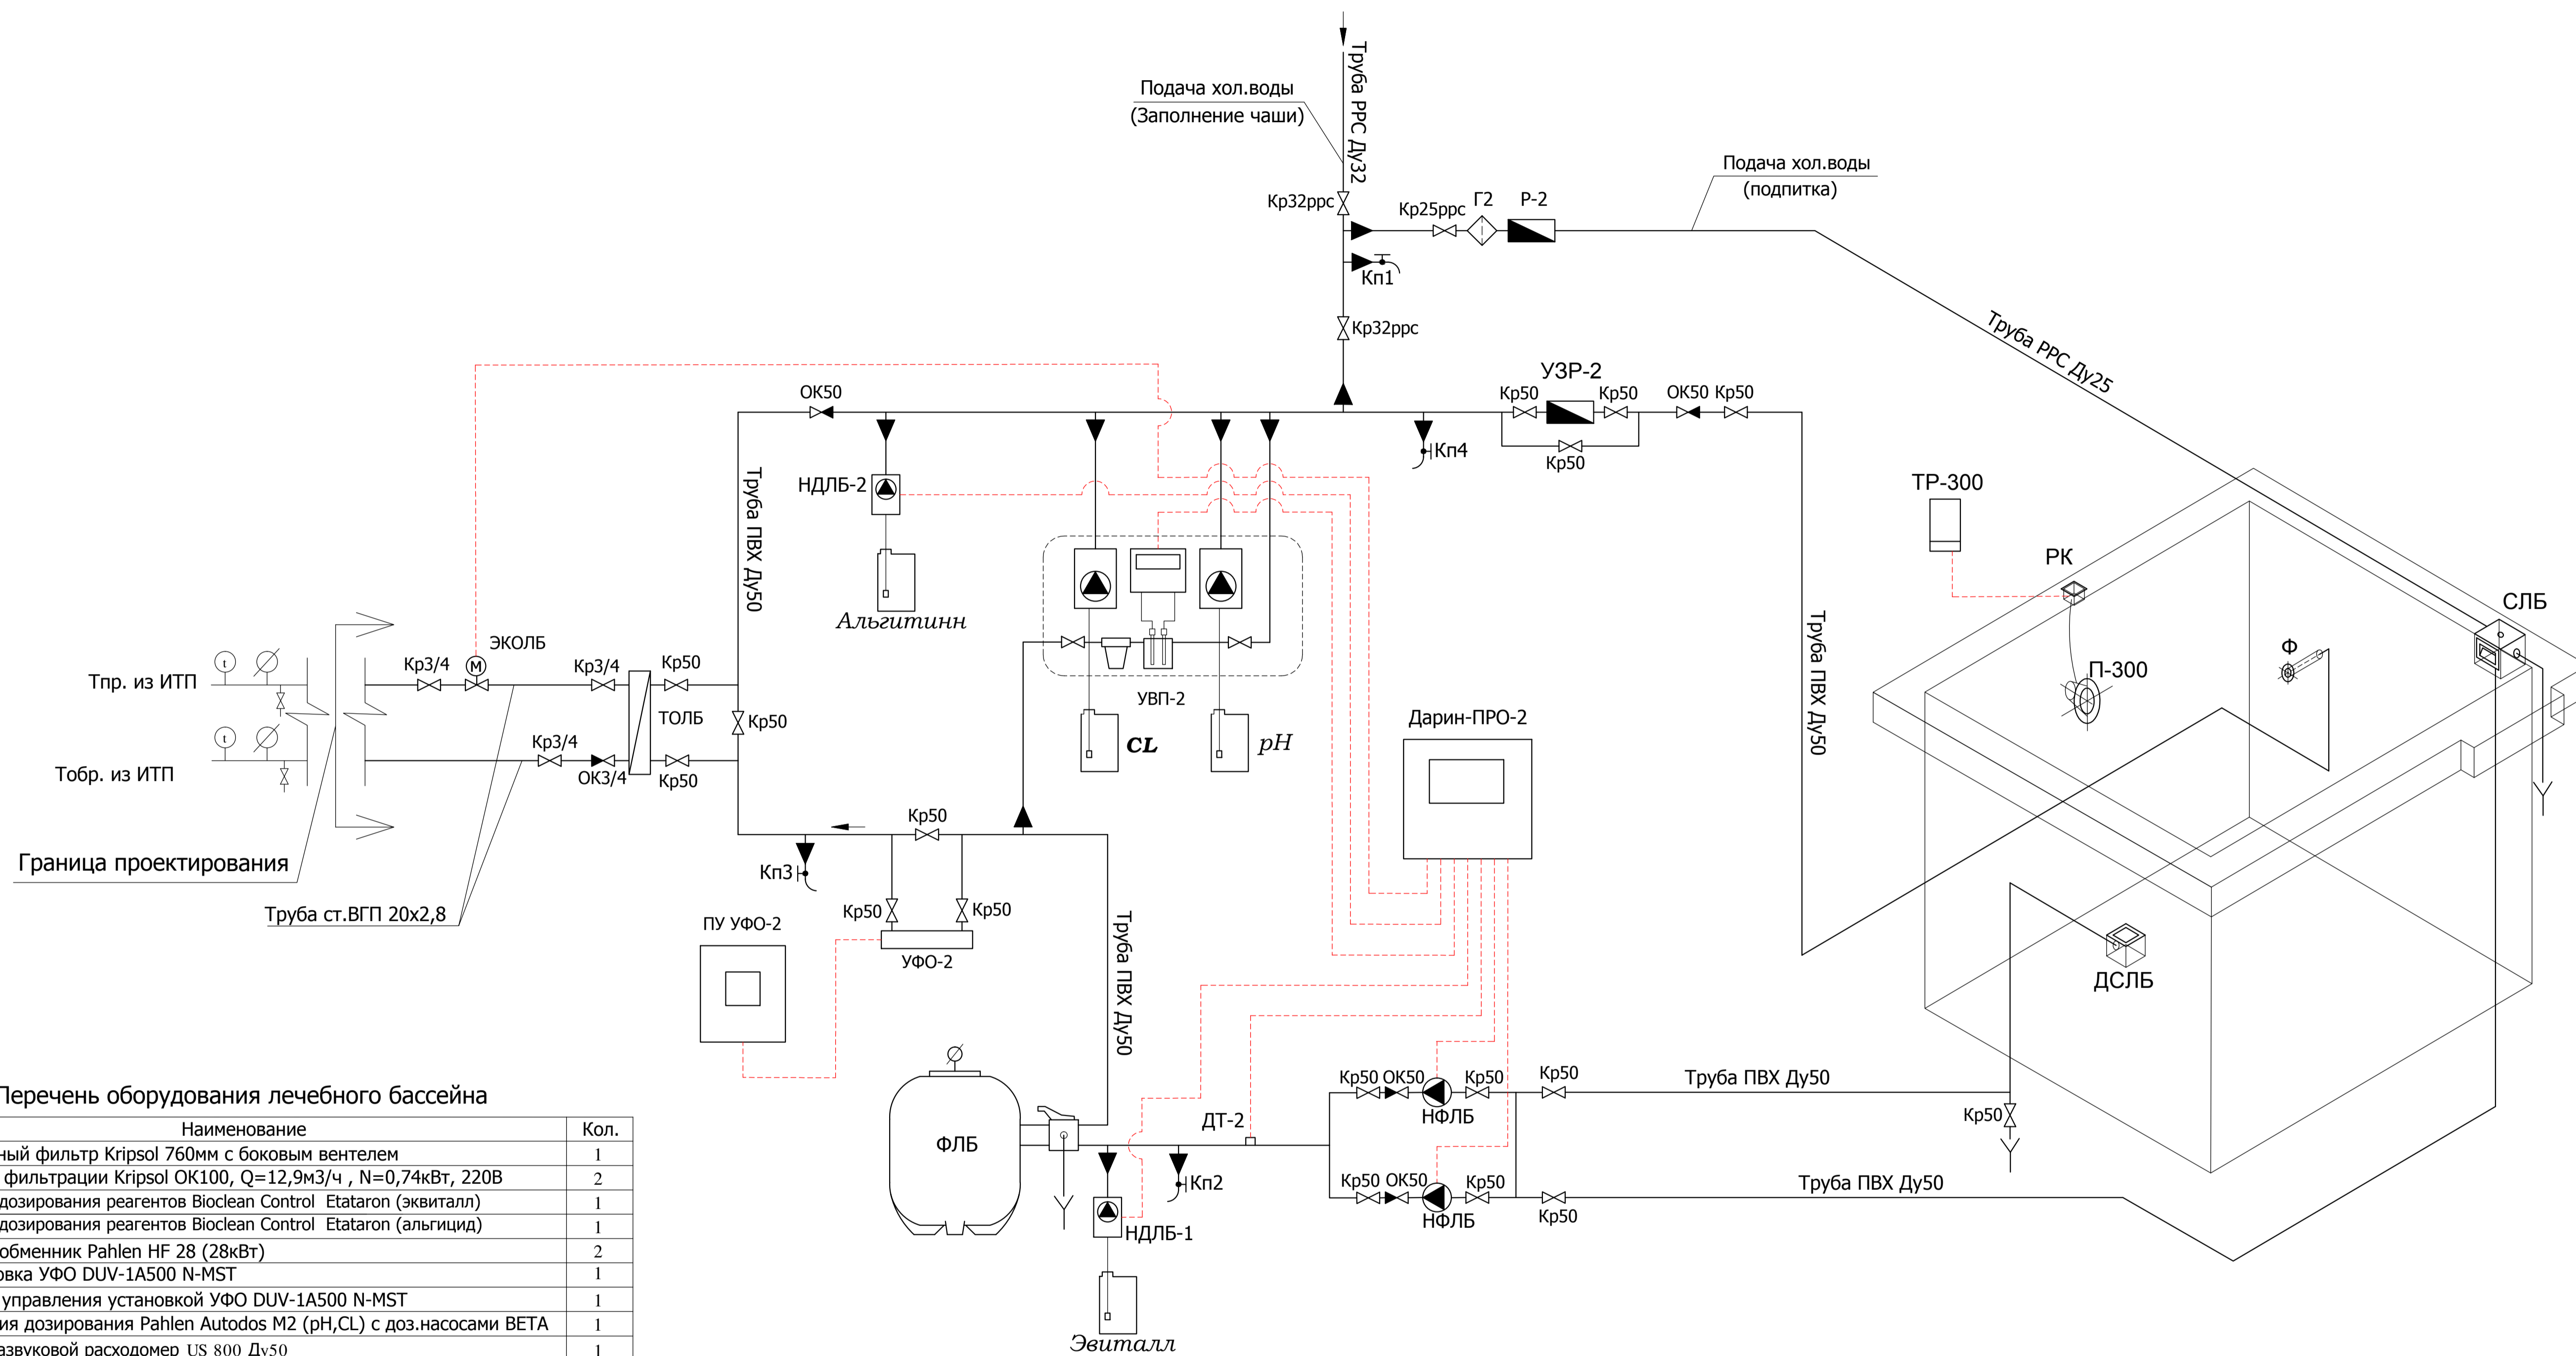 Труба PPC Ду32
Подача хол.воды
(Заполнение чаши)
Подача хол.воды
(подпитка)
Кр32ррс
Кр25ррс
Г2
Р-2
Кп1
Кр32ррс
Труба PPC Ду25
ОК50
УЗР-2
Кр50
Кр50
ОК50
Кр50
Кр50
Кп4
Труба ПВХ Ду50
НДЛБ-2
Альгитинн
ТР-300
РК
СЛБ
Ф
П-300
Труба ПВХ Ду50
t
Тпр. из ИТП
Кр3/4
М
ЭКОЛБ
Кр3/4
Кр50
ТОЛБ
Кр50
УВП-2
CL
pH
Дарин-ПРО-2
t
Тобр. из ИТП
Кр3/4
ОК3/4
Кр50
Граница проектирования
Труба ст.ВГП 20х2,8
Кр50
Кп3
Кр50
Кр50
ПУ УФО-2
УФО-2
Труба ПВХ Ду50
ДСЛБ
Кр50
ОК50
Кр50
НФЛБ
Кр50
Труба ПВХ Ду50
Кр50
ДТ-2
ФЛБ
Кп2
Кр50
ОК50
Кр50
НФЛБ
Кр50
Труба ПВХ Ду50
НДЛБ-1
Эвиталл
Перечень оборудования лечебного бассейна
Наименование Кол.
ный фильтр Kripsol 760мм с боковым вентелем 1
фильтрации Kripsol OK100, Q=12,9м3/ч , N=0,74кВт, 220В 2
дозирования реагентов Bioclean Control Etataron (эквиталл) 1
дозирования реагентов Bioclean Control Etataron (альгицид) 1
обменник Pahlen HF 28 (28кВт) 2
овка УФО DUV-1A500 N-MST 1
управления установкой УФО DUV-1A500 N-MST 1
ия дозирования Pahlen Autodos M2 (pH,CL) с доз.насосами BETA 1
азвуковой расходомер US 800 Ду50 1